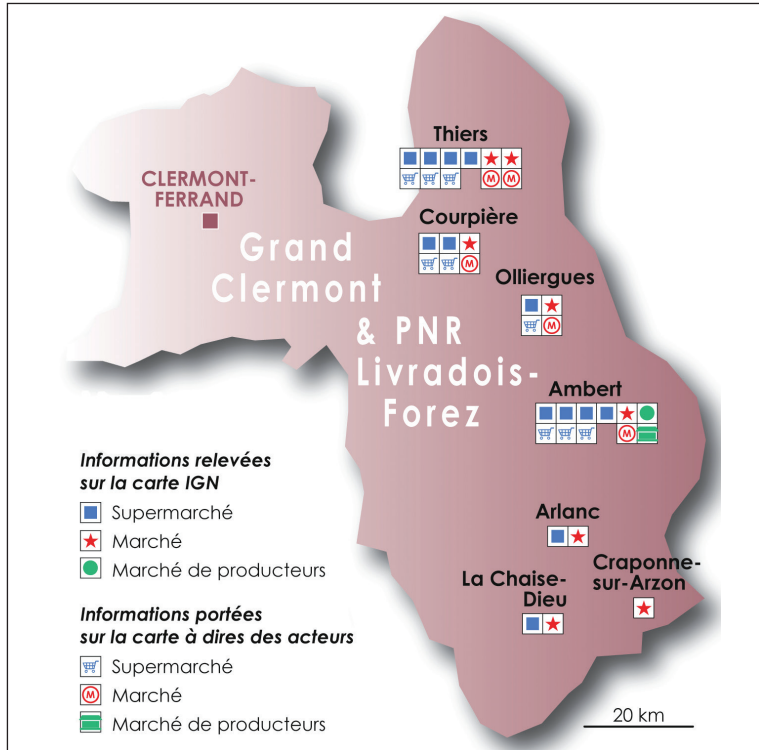 Thiers
CLERMONT-
FERRAND
M M
Courpière
M
Grand
Clermont
Olliergues
M
& PNR
Livradois-
Forez
Ambert
M
Informations relevées
sur la carte IGN
Supermarché
Marché
Marché de producteurs
Arlanc
Craponne-
sur-Arzon
La Chaise-
Dieu
Informations portées
sur la carte à dires des acteurs
Supermarché
M Marché
Marché de producteurs
20 km